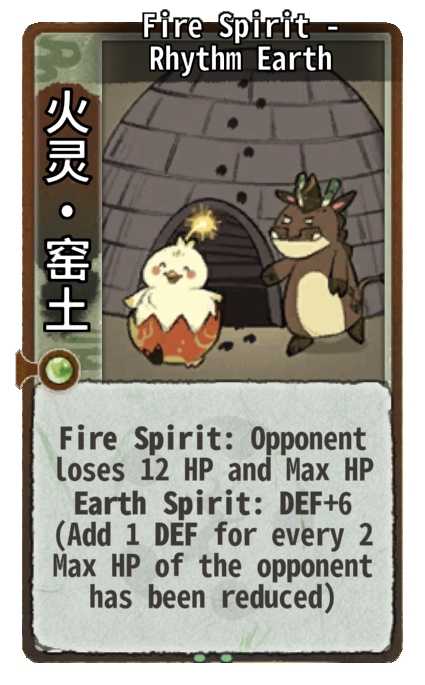 Fire Spirit -
Rhythm Earth
火灵·窑土
Fire Spirit: Opponent
loses 12 HP and Max HP
Earth Spirit: DEF+6
(Add 1 DEF for every 2
Max HP of the opponent
has been reduced)